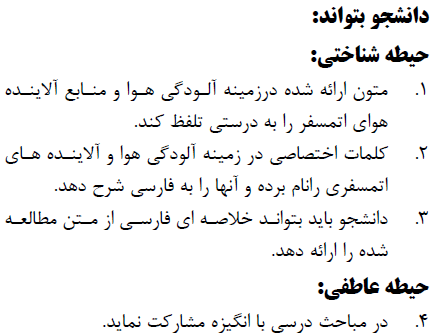 دانشجو بتواند:
حیطه شناختی:
۱. متون ارائه شده درزمینه آلودگی هوا و منابع آلاینده
هوای اتمسفر را به درستی تلفظ کند.
۲. کلمات اختصاصی در زمینه آلودگی هوا و آلاینده های
اتمسفری رانام برده و آنها را به فارسی شرح دهد.
۳. دانشجو باید بتواند خلاصه ای فارسی از متن مطالعه
شده را ارائه دهد.
حیطه عاطفی:
۴. در مباحث درسی با انگیزه مشارکت نماید.